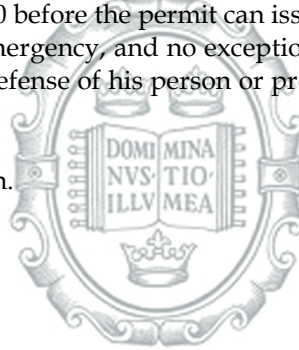 0 before the permit can iss
nergency, and no exceptio
efense of his person or pr
n.
DOMI MINA
NVS TIO
ILLV MEA